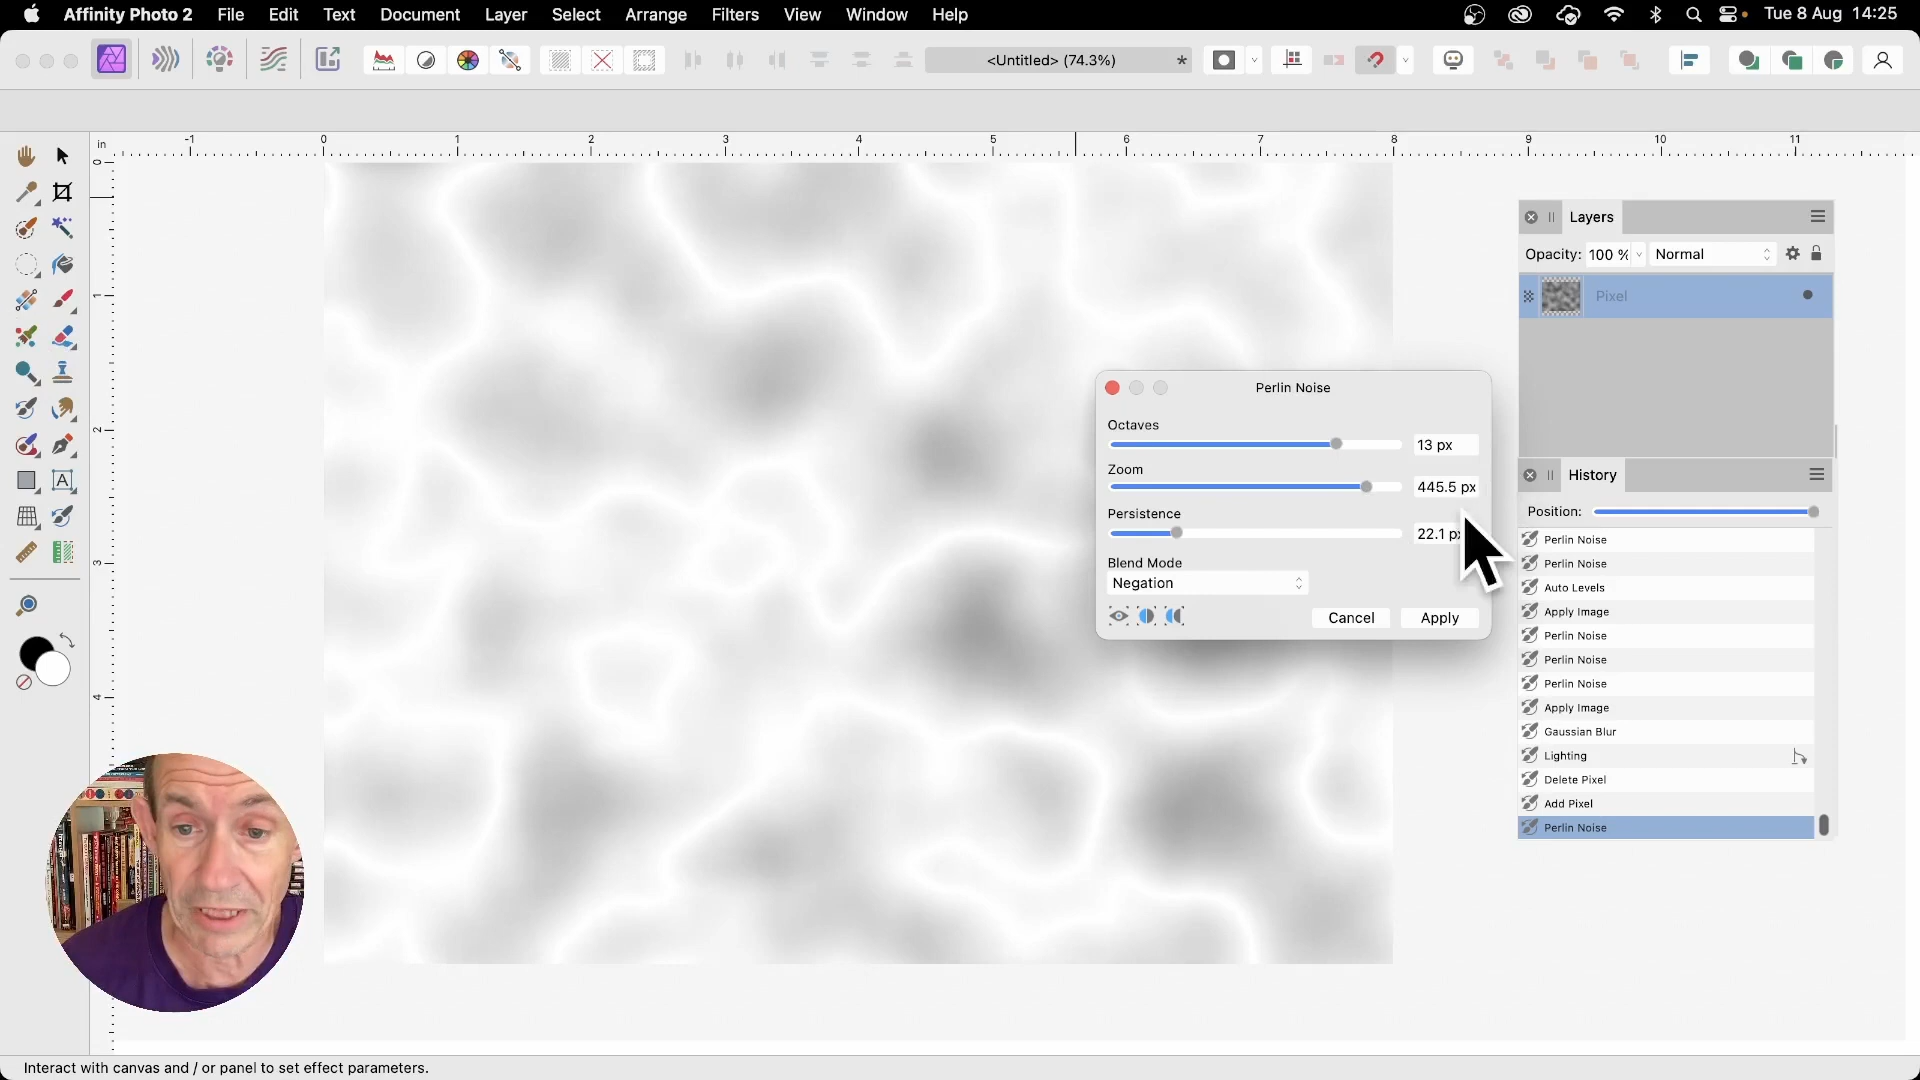 Affinity Photo 2 File Edit Text Document Layer Select Arrange Filters View Window Help Tue 8 Aug 14:25
<Untitled> (74.3%) *
in -1 0 1 2 3 4 5 6 7 8 9 10 11
0
1
2
3
4
Layers
Opacity: 100 % Normal
Pixel
Perlin Noise
Octaves
13 px
Zoom
445.5 px
Persistence
22.1 px
Blend Mode
Negation
Cancel Apply
History
Position:
Perlin Noise
Perlin Noise
Auto Levels
Apply Image
Perlin Noise
Perlin Noise
Perlin Noise
Apply Image
Gaussian Blur
Lighting
Delete Pixel
Add Pixel
Perlin Noise
Interact with canvas and / or panel to set effect parameters.